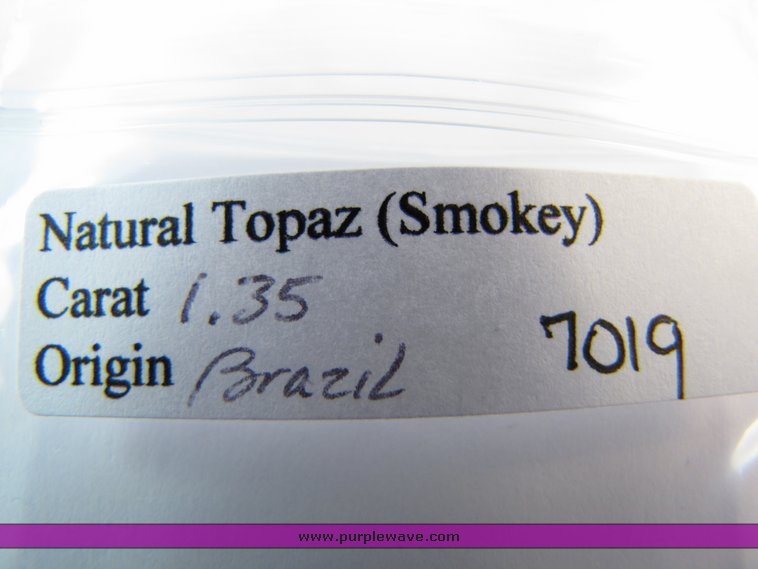 Natural Topaz (Smokey)
Carat 1.35
Origin Brazil
7019
www.purplewave.com